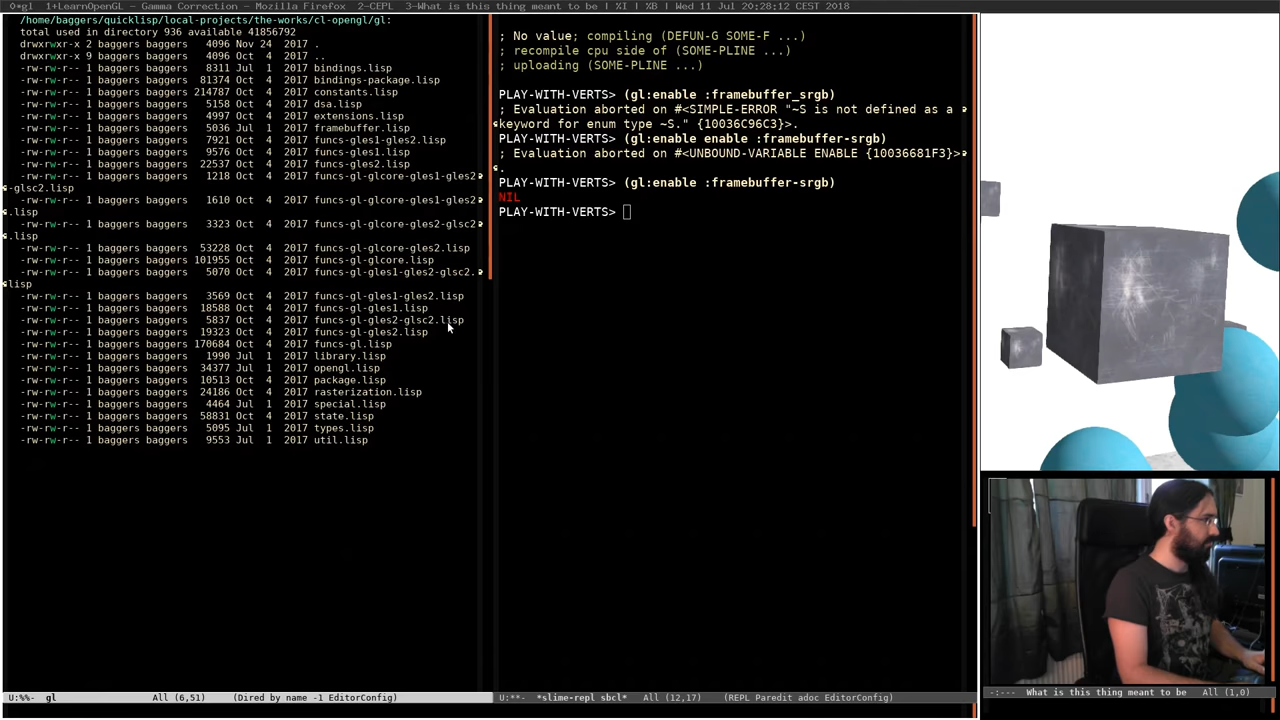 0*gl 1+LearnOpenGL - Gamma Correction - Mozilla Firefox 2-CEPL 3-What is this thing meant to be | %I | %B | Wed 11 Jul 20:28:12 CEST 2018
/home/baggers/quicklisp/local-projects/the-works/cl-opengl/gl:
total used in directory 936 available 41856792
drwxrwxr-x 2 baggers baggers 4096 Nov 24 2017 .
drwxrwxr-x 9 baggers baggers 4096 Oct 4 2017 ..
-rw-rw-r-- 1 baggers baggers 8311 Jul 1 2017 bindings.lisp
-rw-rw-r-- 1 baggers baggers 81374 Oct 4 2017 bindings-package.lisp
-rw-rw-r-- 1 baggers baggers 214787 Oct 4 2017 constants.lisp
-rw-rw-r-- 1 baggers baggers 5158 Oct 4 2017 dsa.lisp
-rw-rw-r-- 1 baggers baggers 4997 Oct 4 2017 extensions.lisp
-rw-rw-r-- 1 baggers baggers 5036 Jul 1 2017 framebuffer.lisp
-rw-rw-r-- 1 baggers baggers 7921 Oct 4 2017 funcs-gles1-gles2.lisp
-rw-rw-r-- 1 baggers baggers 9576 Oct 4 2017 funcs-gles1.lisp
-rw-rw-r-- 1 baggers baggers 22537 Oct 4 2017 funcs-gles2.lisp
-rw-rw-r-- 1 baggers baggers 1218 Oct 4 2017 funcs-gl-glcore-gles1-gles2
-glsc2.lisp
-rw-rw-r-- 1 baggers baggers 1610 Oct 4 2017 funcs-gl-glcore-gles1-gles2
.lisp
-rw-rw-r-- 1 baggers baggers 3323 Oct 4 2017 funcs-gl-glcore-gles2-glsc2
.lisp
-rw-rw-r-- 1 baggers baggers 53228 Oct 4 2017 funcs-gl-glcore-gles2.lisp
-rw-rw-r-- 1 baggers baggers 101955 Oct 4 2017 funcs-gl-glcore.lisp
-rw-rw-r-- 1 baggers baggers 5070 Oct 4 2017 funcs-gl-gles1-gles2-glsc2.
lisp
-rw-rw-r-- 1 baggers baggers 3569 Oct 4 2017 funcs-gl-gles1-gles2.lisp
-rw-rw-r-- 1 baggers baggers 18588 Oct 4 2017 funcs-gl-gles1.lisp
-rw-rw-r-- 1 baggers baggers 5837 Oct 4 2017 funcs-gl-gles2-glsc2.lisp
-rw-rw-r-- 1 baggers baggers 19323 Oct 4 2017 funcs-gl-gles2.lisp
-rw-rw-r-- 1 baggers baggers 170684 Oct 4 2017 funcs-gl.lisp
-rw-rw-r-- 1 baggers baggers 1990 Jul 1 2017 library.lisp
-rw-rw-r-- 1 baggers baggers 34377 Jul 1 2017 opengl.lisp
-rw-rw-r-- 1 baggers baggers 10513 Oct 4 2017 package.lisp
-rw-rw-r-- 1 baggers baggers 24186 Oct 4 2017 rasterization.lisp
-rw-rw-r-- 1 baggers baggers 4464 Jul 1 2017 special.lisp
-rw-rw-r-- 1 baggers baggers 58831 Oct 4 2017 state.lisp
-rw-rw-r-- 1 baggers baggers 5095 Jul 1 2017 types.lisp
-rw-rw-r-- 1 baggers baggers 9553 Jul 1 2017 util.lisp
U:%%- gl All (6,51) (Dired by name -1 EditorConfig)
; No value; compiling (DEFUN-G SOME-F ...)
; recompile cpu side of (SOME-PLINE ...)
; uploading (SOME-PLINE ...)
PLAY-WITH-VERTS> (gl:enable :framebuffer_srgb)
; Evaluation aborted on #<SIMPLE-ERROR "~S is not defined as a
keyword for enum type ~S." {10036C96C3}>.
PLAY-WITH-VERTS> (gl:enable enable :framebuffer-srgb)
; Evaluation aborted on #<UNBOUND-VARIABLE ENABLE {10036681F3}>
.
PLAY-WITH-VERTS> (gl:enable :framebuffer-srgb)
NIL
PLAY-WITH-VERTS>
U:**- *slime-repl sbcl* All (12,17) (REPL Paredit adoc EditorConfig)
-:--- What is this thing meant to be All (1,0)